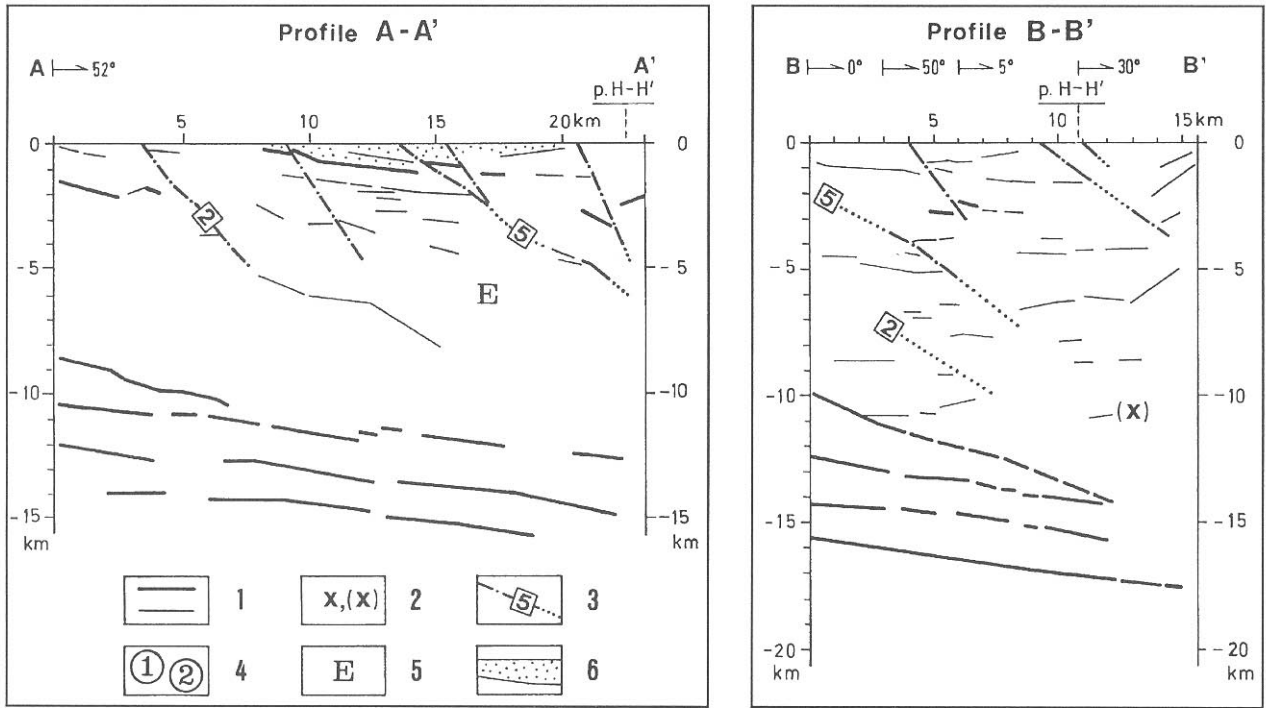 Profile A-A'
A 52° A'
p. H-H'
5 10 15 20 km
0 0
2
5
-5 -5
E
-10 -10
-15 -15
km km
1
x,(x) 2
5 3
1 2 4
E 5
6
Profile B-B'
B 0° 50° 5° 30° B'
p. H-H'
5 10 15 km
0 0
5
-5 -5
2
-10 -10
(x)
-15 -15
-20 -20
km km